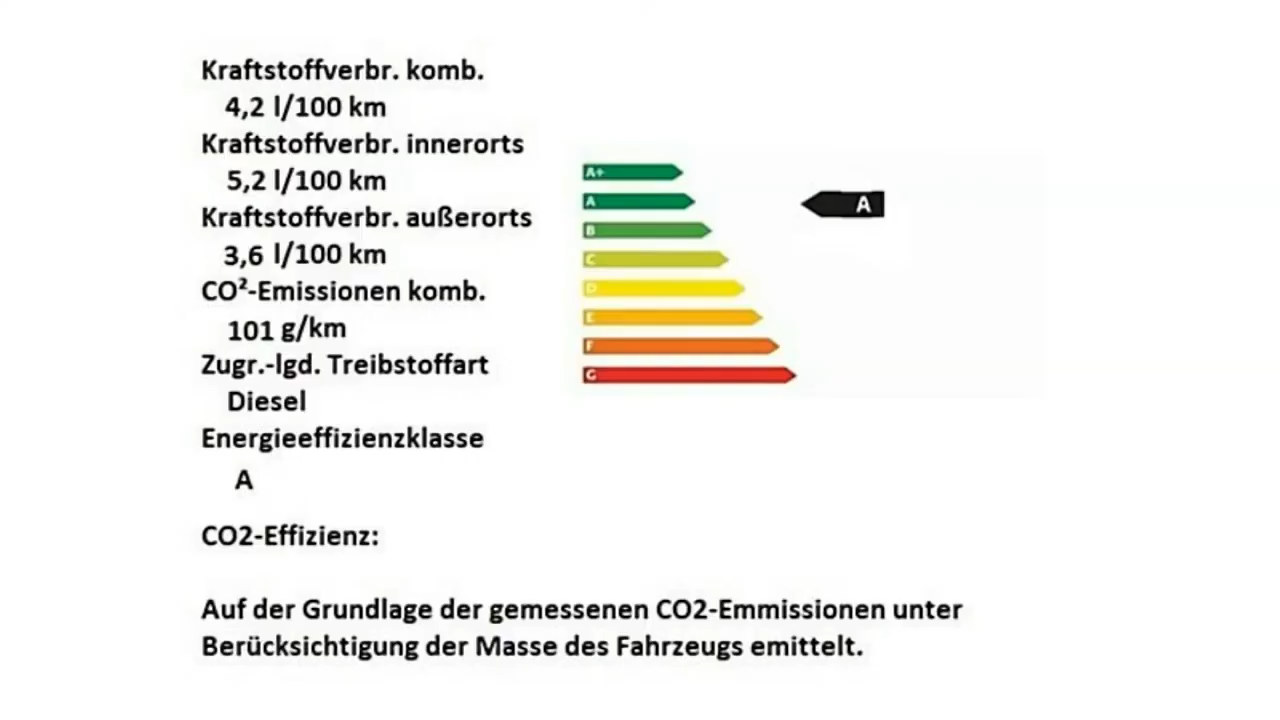 Kraftstoffverbr. komb.
4,2 l/100 km
Kraftstoffverbr. innerorts
5,2 l/100 km
Kraftstoffverbr. außerorts
3,6 l/100 km
CO²-Emissionen komb.
101 g/km
Zugr.-lgd. Treibstoffart
Diesel
Energieeffizienzklasse
A
A+
A
B
C
D
E
F
G
A
CO2-Effizienz:
Auf der Grundlage der gemessenen CO2-Emmissionen unter
Berücksichtigung der Masse des Fahrzeugs emittelt.